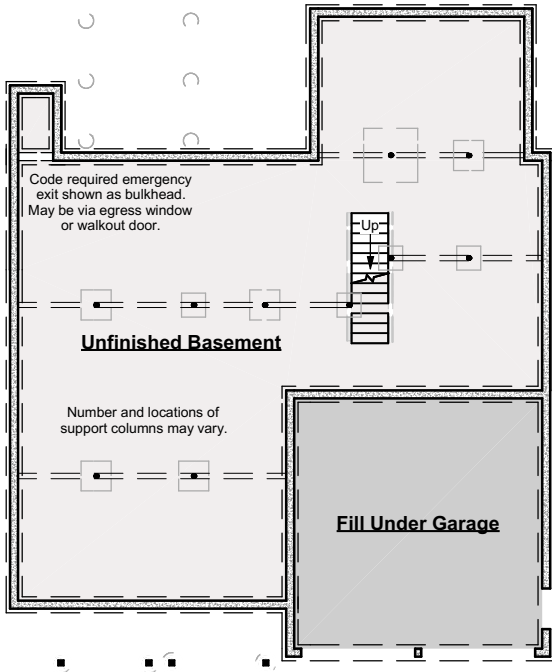 Code required emergency
exit shown as bulkhead.
May be via egress window
or walkout door.
Up
Unfinished Basement
Number and locations of
support columns may vary.
Fill Under Garage